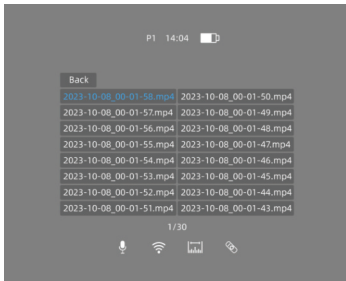 P1 14:04
Back
2023-10-08_00-01-58.mp4 2023-10-08_00-01-50.mp4
2023-10-08_00-01-57.mp4 2023-10-08_00-01-49.mp4
2023-10-08_00-01-56.mp4 2023-10-08_00-01-48.mp4
2023-10-08_00-01-55.mp4 2023-10-08_00-01-47.mp4
2023-10-08_00-01-54.mp4 2023-10-08_00-01-46.mp4
2023-10-08_00-01-53.mp4 2023-10-08_00-01-45.mp4
2023-10-08_00-01-52.mp4 2023-10-08_00-01-44.mp4
2023-10-08_00-01-51.mp4 2023-10-08_00-01-43.mp4
1/30